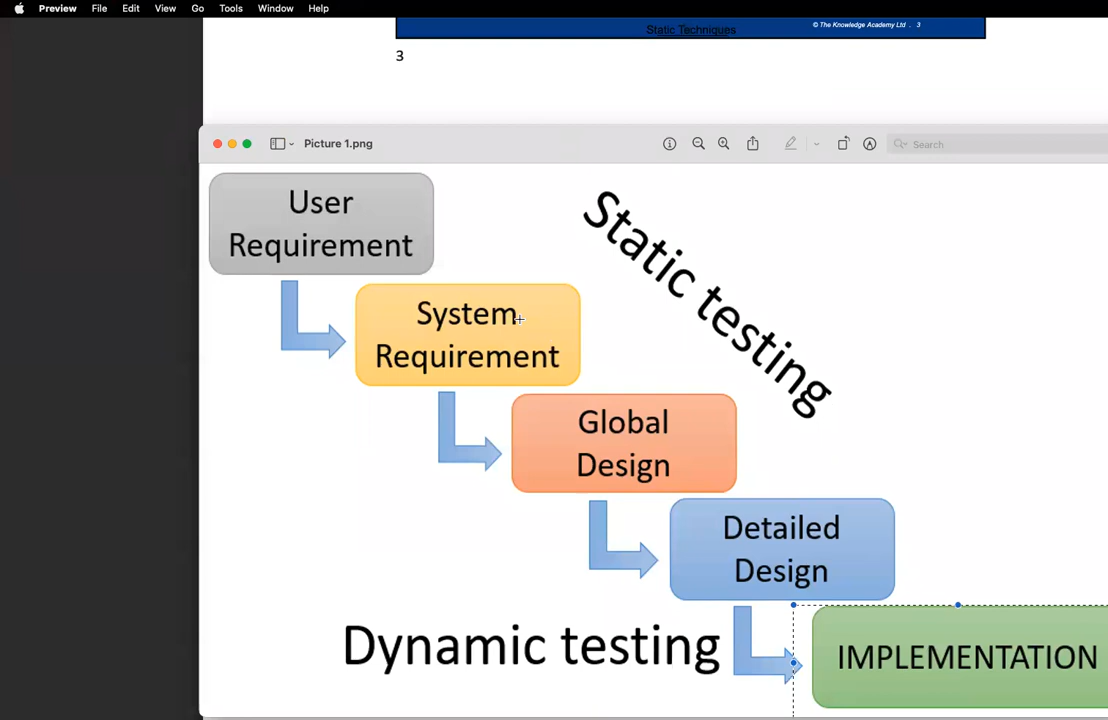 Preview File Edit View Go Tools Window Help
Static Techniques
© The Knowledge Academy Ltd . 3
3
Picture 1.png
Search
User
Requirement
Static testing
System
Requirement
Global
Design
Detailed
Design
Dynamic testing
IMPLEMENTATION